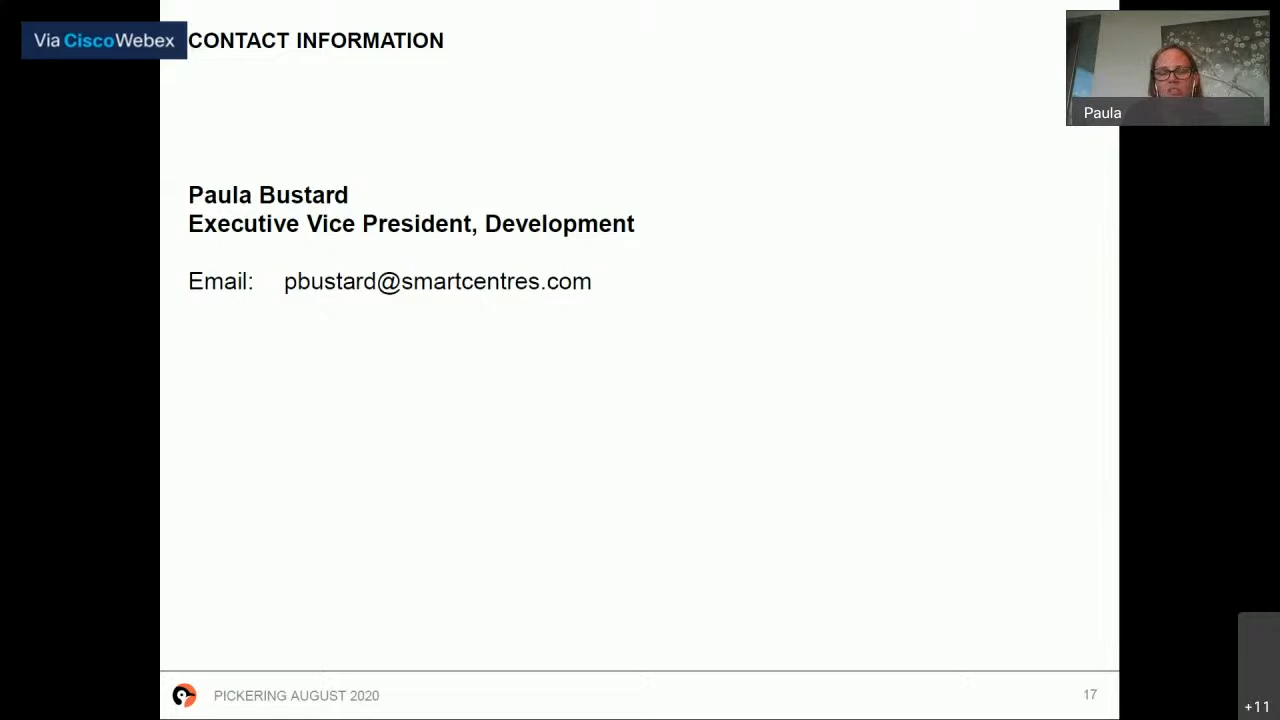 Via CiscoWebex
CONTACT INFORMATION
Paula
Paula Bustard
Executive Vice President, Development
Email: pbustard@smartcentres.com
PICKERING AUGUST 2020
17
+11